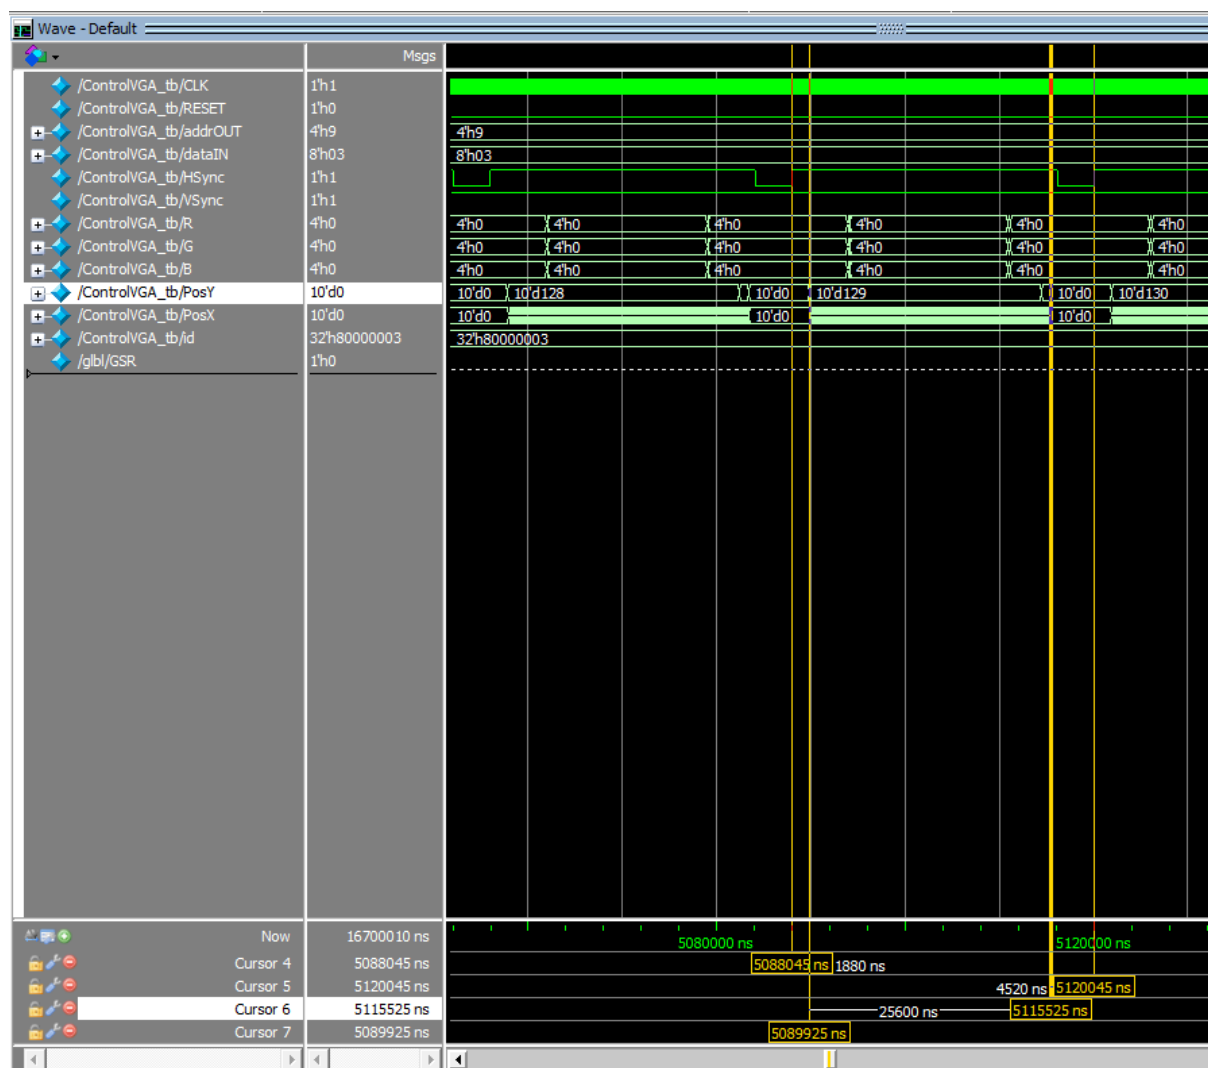 Wave - Default
Msgs
/ControlVGA_tb/CLK 1'h1
/ControlVGA_tb/RESET 1'h0
/ControlVGA_tb/addrOUT 4'h9 4'h9
/ControlVGA_tb/dataIN 8'h03 8'h03
/ControlVGA_tb/HSync 1'h1
/ControlVGA_tb/VSync 1'h1
/ControlVGA_tb/R 4'h0 4'h0 4'h0 4'h0 4'h0 4'h0 4'h0
/ControlVGA_tb/G 4'h0 4'h0 4'h0 4'h0 4'h0 4'h0 4'h0
/ControlVGA_tb/B 4'h0 4'h0 4'h0 4'h0 4'h0 4'h0 4'h0
/ControlVGA_tb/PosY 10'd0 10'd0 10'd128 10'd0 10'd129 10'd0 10'd130
/ControlVGA_tb/PosX 10'd0 10'd0 10'd0 10'd0
/ControlVGA_tb/id 32'h80000003 32'h80000003
/glbl/GSR 1'h0
Now 16700010 ns 5080000 ns 5120000 ns
Cursor 4 5088045 ns 5088045 ns 1880 ns
Cursor 5 5120045 ns 4520 ns 5120045 ns
Cursor 6 5115525 ns 25600 ns 5115525 ns
Cursor 7 5089925 ns 5089925 ns